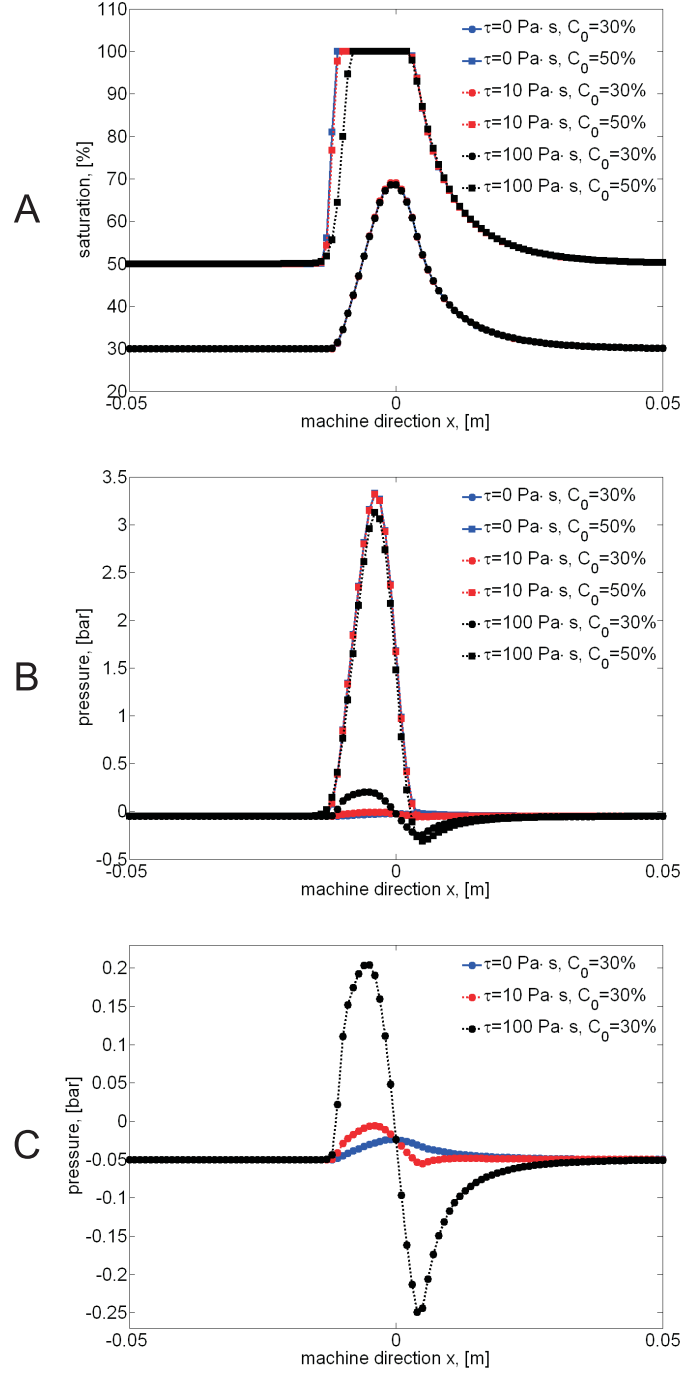 A
saturation, [%]
110
100
90
80
70
60
50
40
30
20
-0.05
0
0.05
machine direction x, [m]
τ=0 Pa· s, C0=30%
τ=0 Pa· s, C0=50%
τ=10 Pa· s, C0=30%
τ=10 Pa· s, C0=50%
τ=100 Pa· s, C0=30%
τ=100 Pa· s, C0=50%
B
pressure, [bar]
3.5
3
2.5
2
1.5
1
0.5
0
-0.5
-0.05
0
0.05
machine direction x, [m]
τ=0 Pa· s, C0=30%
τ=0 Pa· s, C0=50%
τ=10 Pa· s, C0=30%
τ=10 Pa· s, C0=50%
τ=100 Pa· s, C0=30%
τ=100 Pa· s, C0=50%
C
pressure, [bar]
0.2
0.15
0.1
0.05
0
-0.05
-0.1
-0.15
-0.2
-0.25
-0.05
0
0.05
machine direction x, [m]
τ=0 Pa· s, C0=30%
τ=10 Pa· s, C0=30%
τ=100 Pa· s, C0=30%